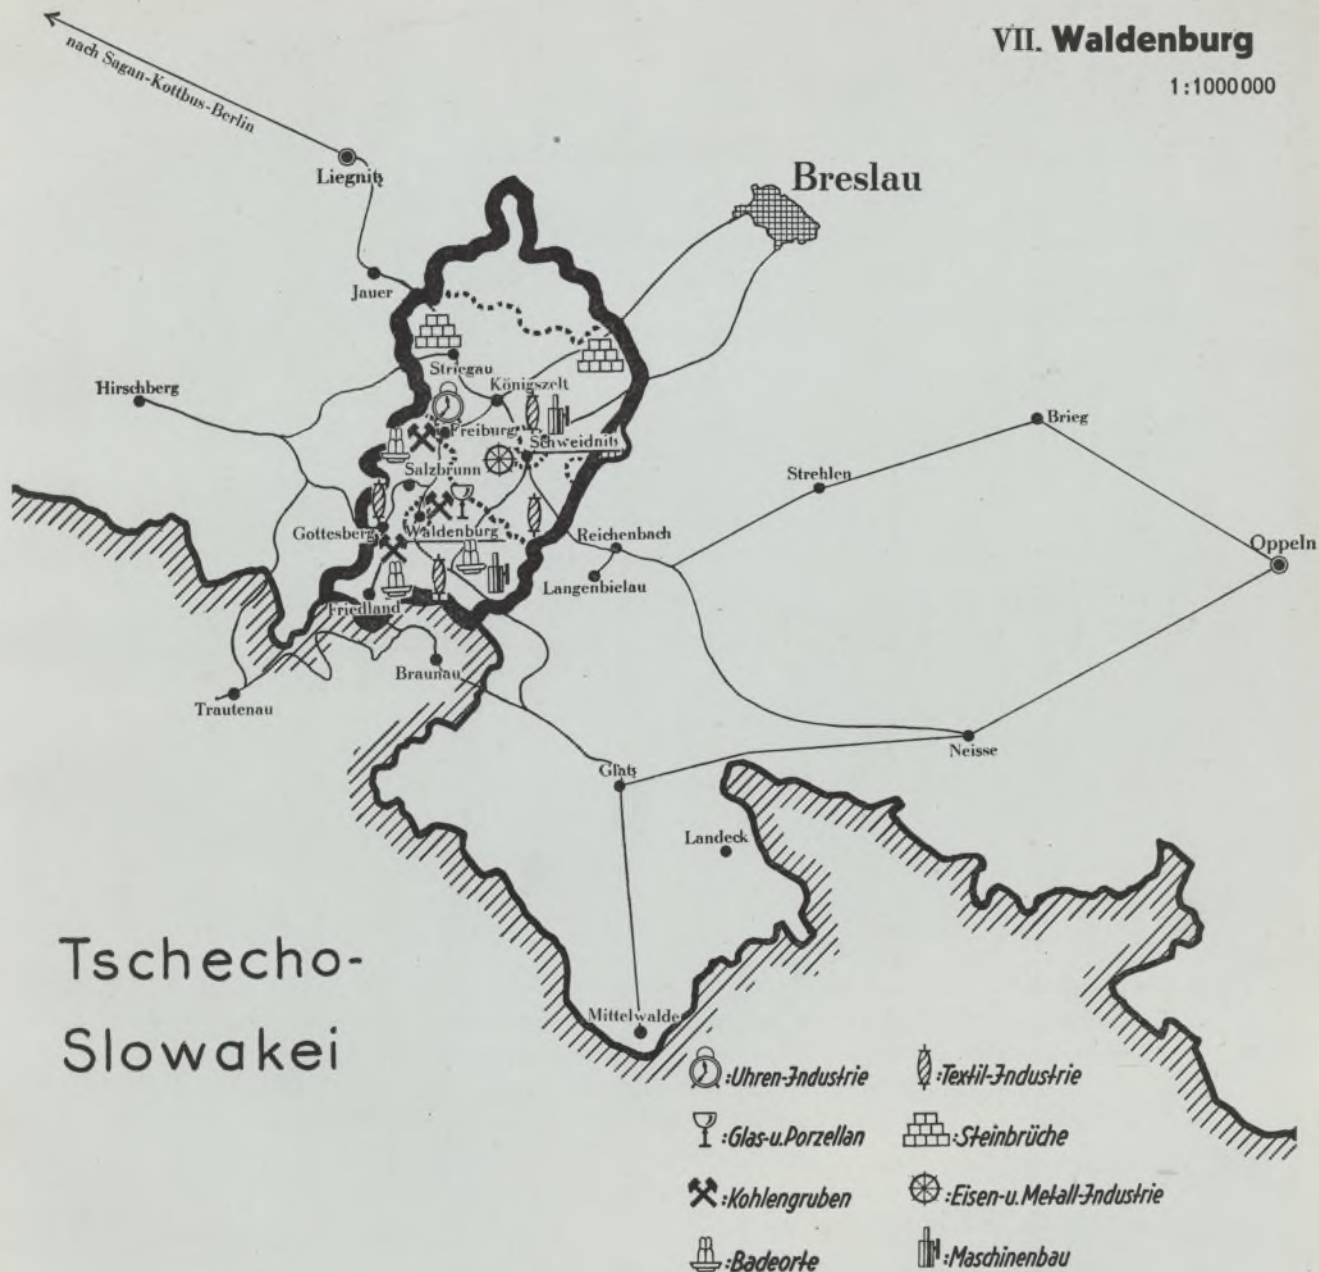 VII. Waldenburg
1:1000000
nach Sagan-Kottbus-Berlin
Liegnitz
Breslau
Jauer
Striegau
Hirschberg
Königszelt
Brieg
Freiburg
Schweidnitz
Salzbrunn
Strehlen
Gottesberg
Waldenburg
Reichenbach
Oppeln
Langenbielau
Friedland
Braunau
Trautenau
Neisse
Glatz
Landeck
Tschecho-
Slowakei
Mittelwalde
:Uhren-Industrie
:Textil-Industrie
:Glas-u.Porzellan
:Steinbrüche
:Kohlengruben
:Eisen-u.Metall-Industrie
:Badeorte
:Maschinenbau